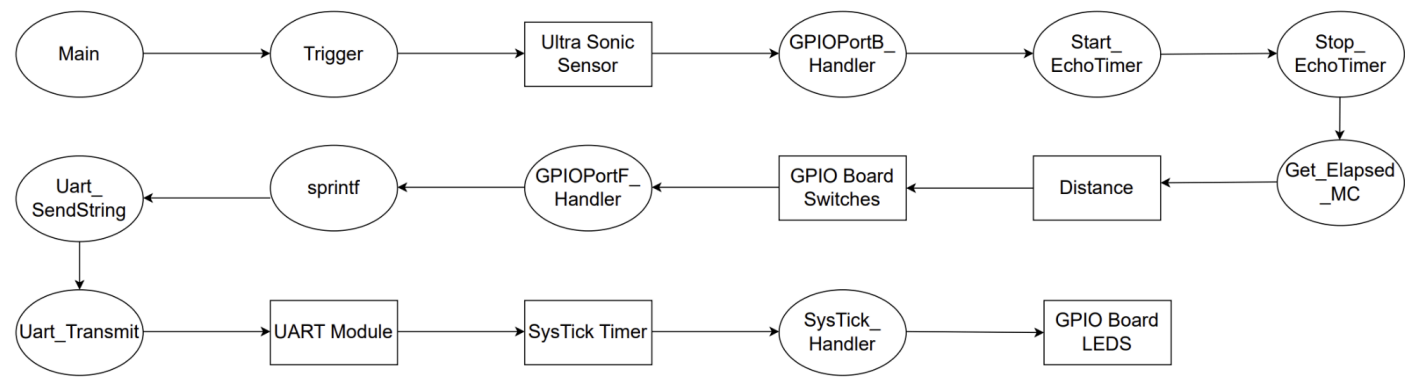 Main
Trigger
Ultra Sonic
Sensor
GPIOPortB_
Handler
Start_
EchoTimer
Stop_
EchoTimer
Uart_
SendString
sprintf
GPIOPortF_
Handler
GPIO Board
Switches
Distance
Get_Elapsed
_MC
Uart_Transmit
UART Module
SysTick Timer
SysTick_
Handler
GPIO Board
LEDS